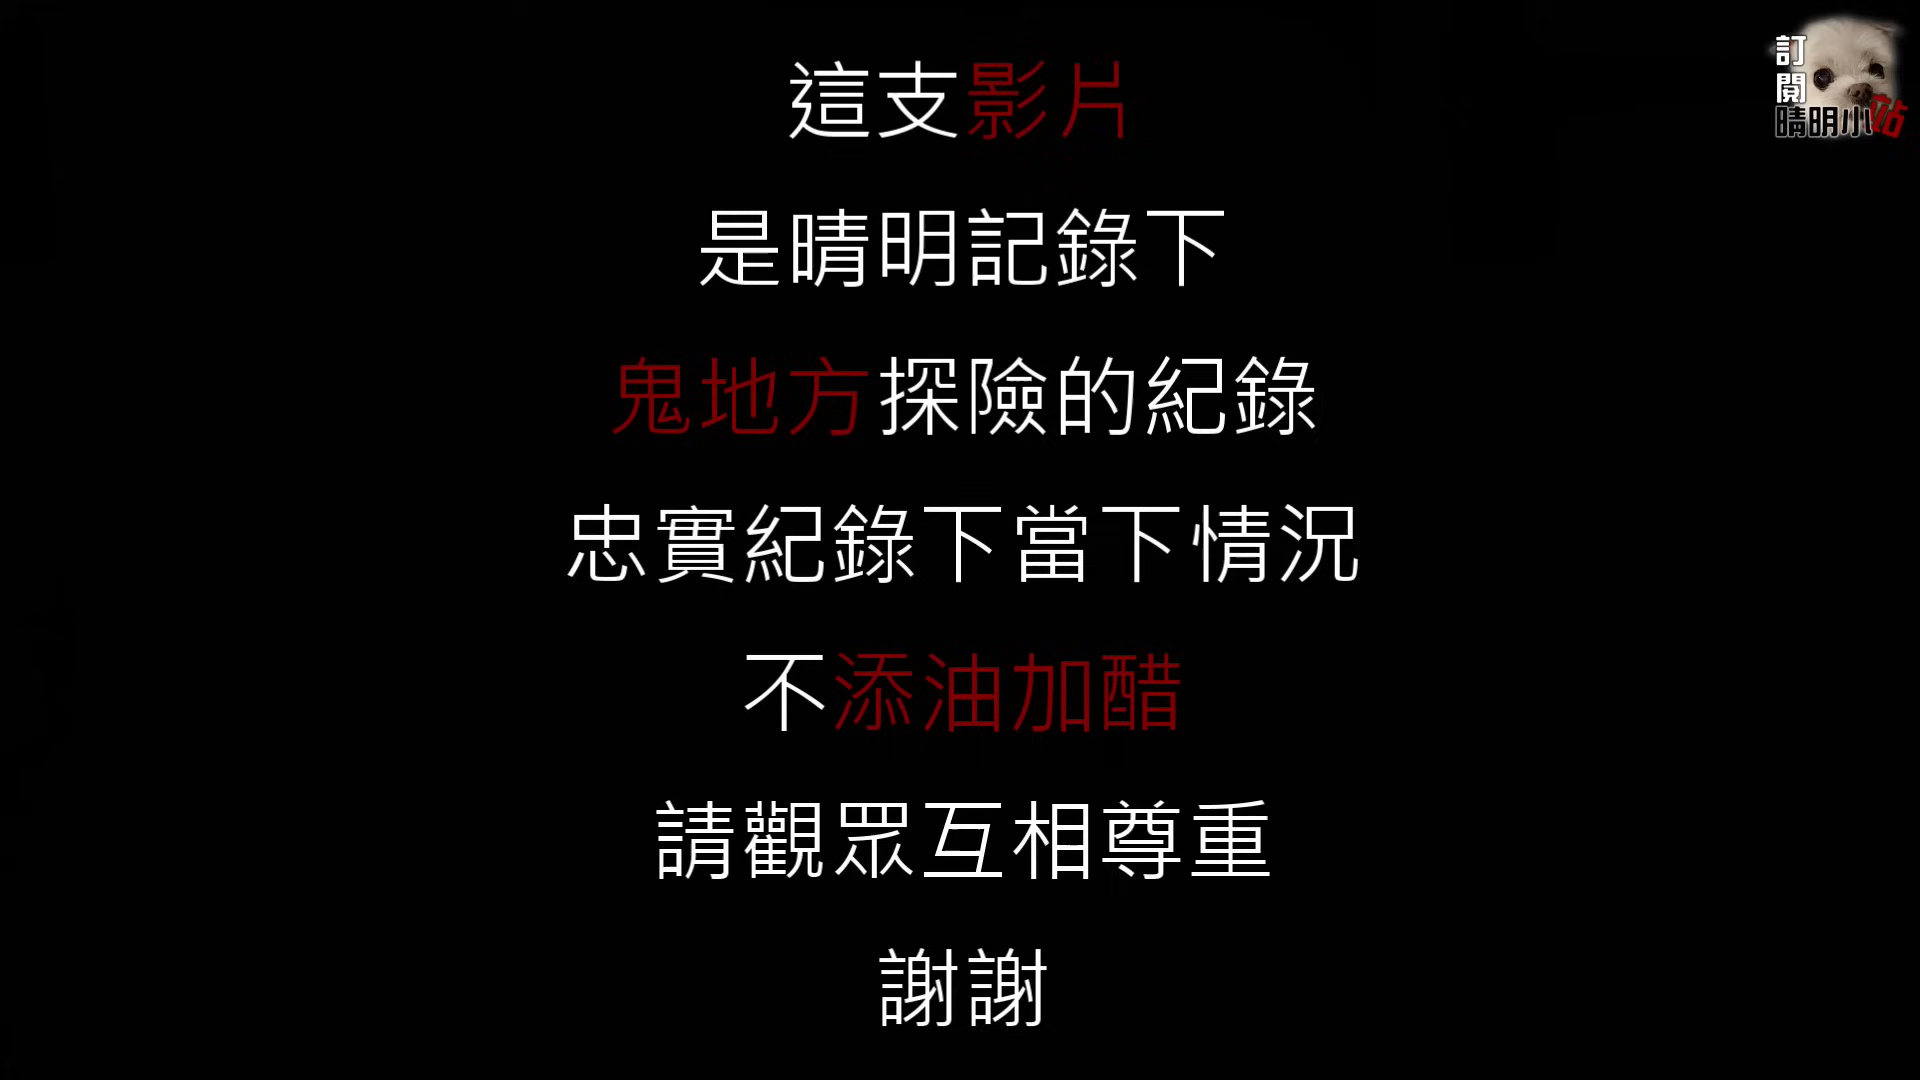 這支影片
是晴明記錄下
鬼地方探險的紀錄
忠實紀錄下當下情況
不添油加醋
請觀眾互相尊重
謝謝
訂閱
晴明小站